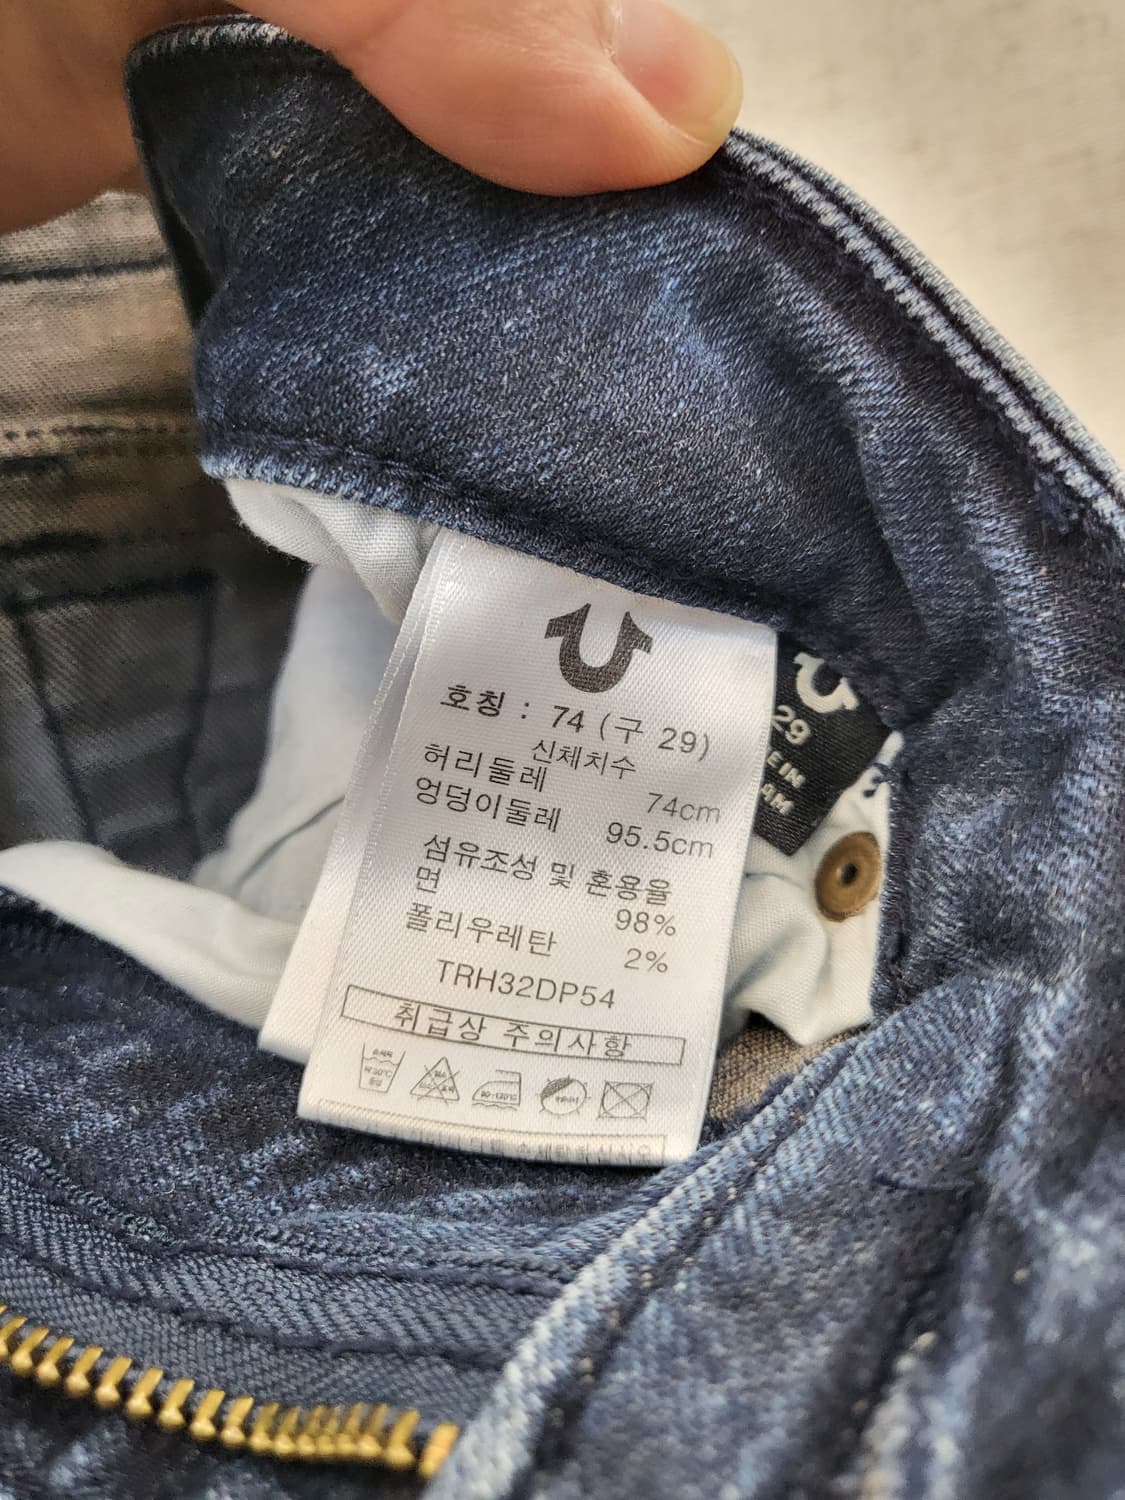 호칭 : 74 (구 29)
신체치수
허리둘레 74cm
엉덩이둘레 95.5cm
섬유조성 및 혼용율
면 98%
폴리우레탄 2%
TRH32DP54
취급상 주의사항
29
E IN